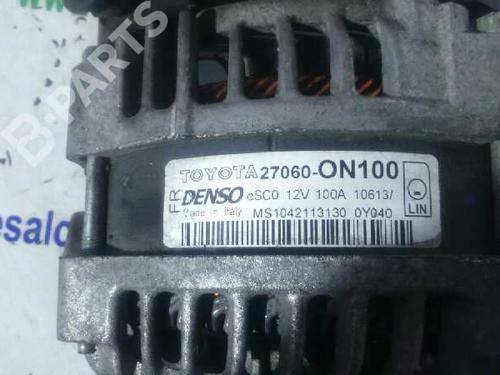 B-PARTS
TOYOTA 27060-0N100
FR DENSO cSC0 12V 100A 10613/
Made in Italy MS1042113130 0Y040
LIN